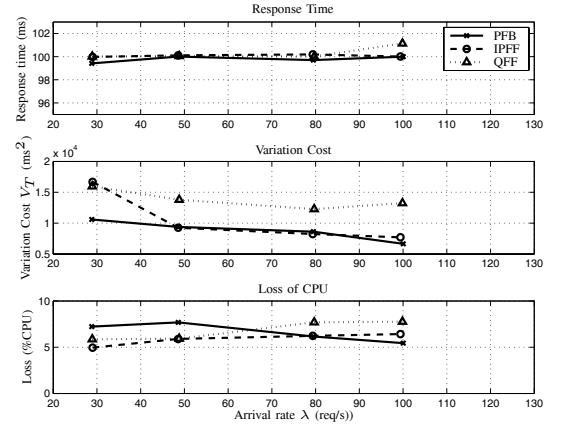 Response Time
Response time (ms)
102
100
98
96
20 30 40 50 60 70 80 90 100 110 120 130
PFB
IPFF
QFF
Variation Cost
x 10^4
Variation Cost V_T (ms^2)
2
1.5
1
0.5
20 30 40 50 60 70 80 90 100 110 120 130
Loss of CPU
Loss (%CPU)
10
5
0
20 30 40 50 60 70 80 90 100 110 120 130
Arrival rate λ (req/s))